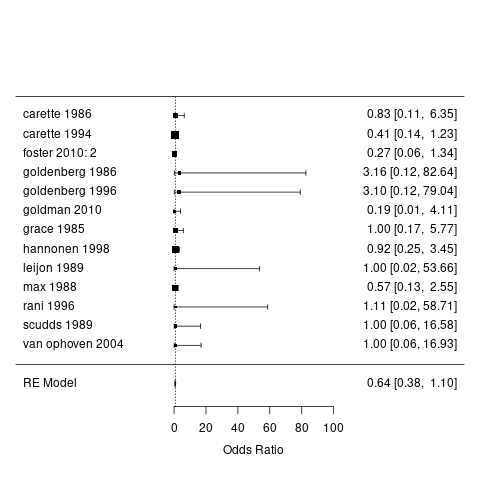 carette 1986 0.83 [0.11, 6.35]
carette 1994 0.41 [0.14, 1.23]
foster 2010: 2 0.27 [0.06, 1.34]
goldenberg 1986 3.16 [0.12, 82.64]
goldenberg 1996 3.10 [0.12, 79.04]
goldman 2010 0.19 [0.01, 4.11]
grace 1985 1.00 [0.17, 5.77]
hannonen 1998 0.92 [0.25, 3.45]
leijon 1989 1.00 [0.02, 53.66]
max 1988 0.57 [0.13, 2.55]
rani 1996 1.11 [0.02, 58.71]
scudds 1989 1.00 [0.06, 16.58]
van ophoven 2004 1.00 [0.06, 16.93]
RE Model 0.64 [0.38, 1.10]
0 20 40 60 80 100
Odds Ratio